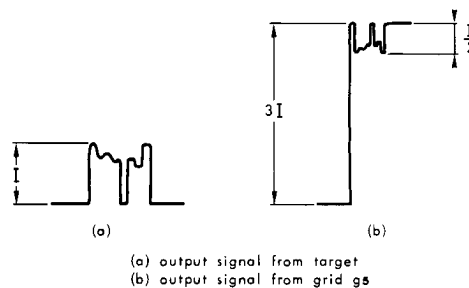 I
3I
(a)
(b)
(a) output signal from target
(b) output signal from grid g5